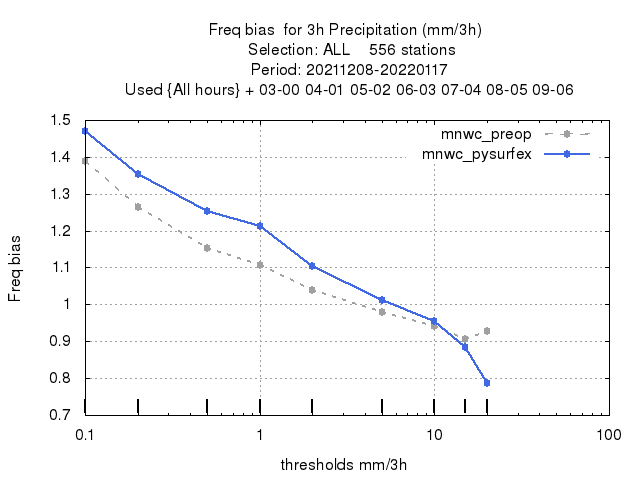 Freq bias  for 3h Precipitation (mm/3h)
Selection: ALL    556 stations
Period: 20211208-20220117
Used {All hours} + 03-00 04-01 05-02 06-03 07-04 08-05 09-06
mnwc_preop
mnwc_pysurfex
1.5
1.4
1.3
1.2
1.1
1
0.9
0.8
0.7
Freq bias
0.1 1 10 100
thresholds mm/3h